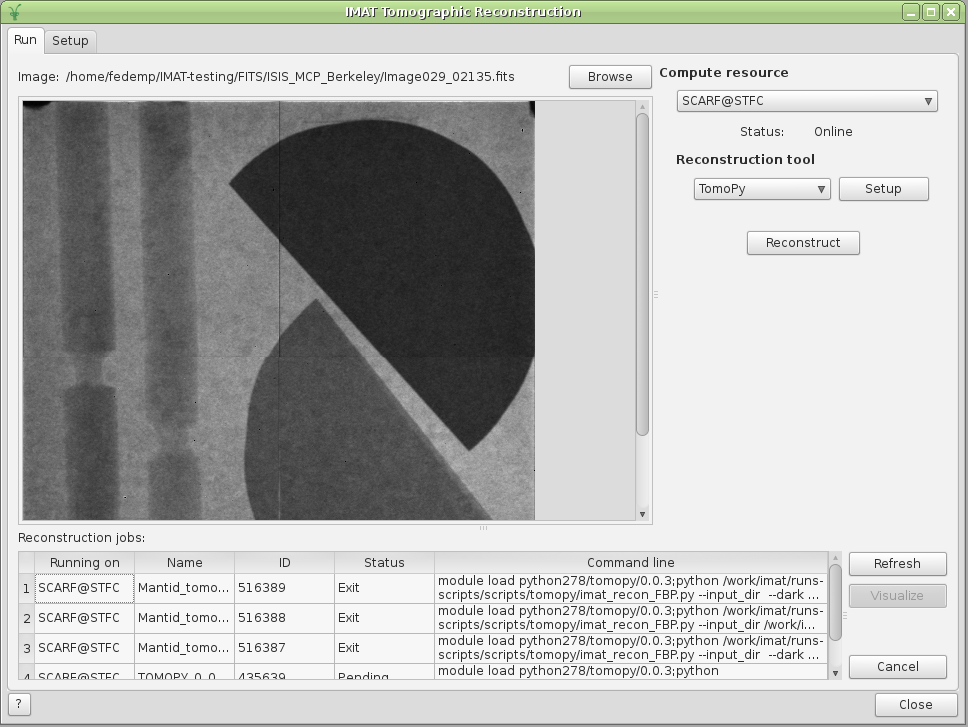 IMAT Tomographic Reconstruction
Run
Setup
Image: /home/fedemp/IMAT-testing/FITS/ISIS_MCP_Berkeley/Image029_02135.fits
Browse
Compute resource
SCARF@STFC
Status: Online
Reconstruction tool
TomoPy
Setup
Reconstruct
Reconstruction jobs:
Running on Name ID Status Command line
1 SCARF@STFC Mantid_tomo... 516389 Exit module load python278/tomopy/0.0.3;python /work/imat/runs-
scripts/scripts/tomopy/imat_recon_FBP.py --input_dir --dark ...
2 SCARF@STFC Mantid_tomo... 516388 Exit module load python278/tomopy/0.0.3;python /work/imat/runs-
scripts/scripts/tomopy/imat_recon_FBP.py --input_dir /work/i...
3 SCARF@STFC Mantid_tomo... 516387 Exit module load python278/tomopy/0.0.3;python /work/imat/runs-
scripts/scripts/tomopy/imat_recon_FBP.py --input_dir --dark ...
4 SCARF@STFC TOMOPY_0_0... 435639 Pending module load python278/tomopy/0.0.3;python
Refresh
Visualize
Cancel
?
Close